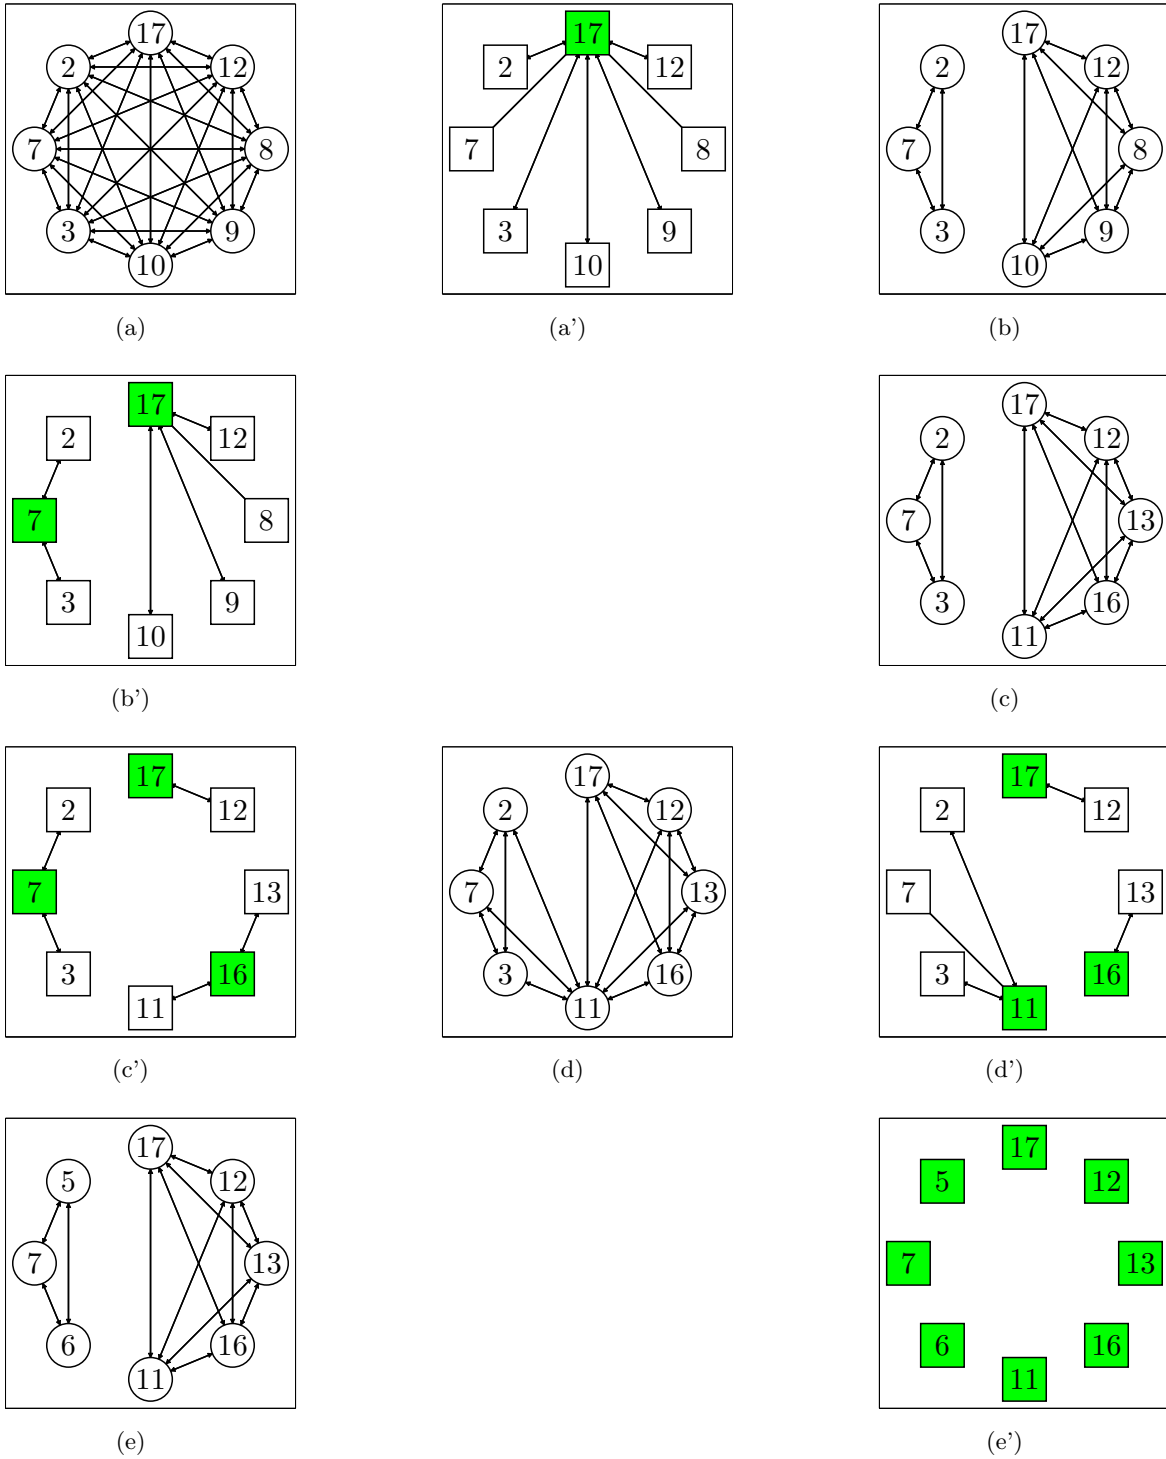 17 17 17
2 12 2 12 2 12
7 8 7 8 7 8
3 9 3 9 3 9
10 10 10
(a) (a') (b)
17 17
2 12 2 12
7 8 7 13
3 9 3 16
10 11
(b') (c)
17 17 17
2 12 2 12 2 12
7 13 7 13 7 13
3 16 3 16 3 16
11 11 11
(c') (d) (d')
17 17
5 12 5 12
7 13 7 13
6 16 6 16
11 11
(e) (e')